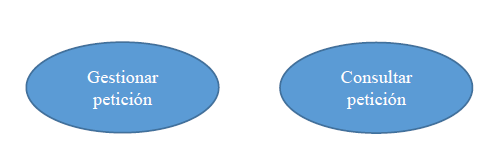 Gestionar
petición
Consultar
petición